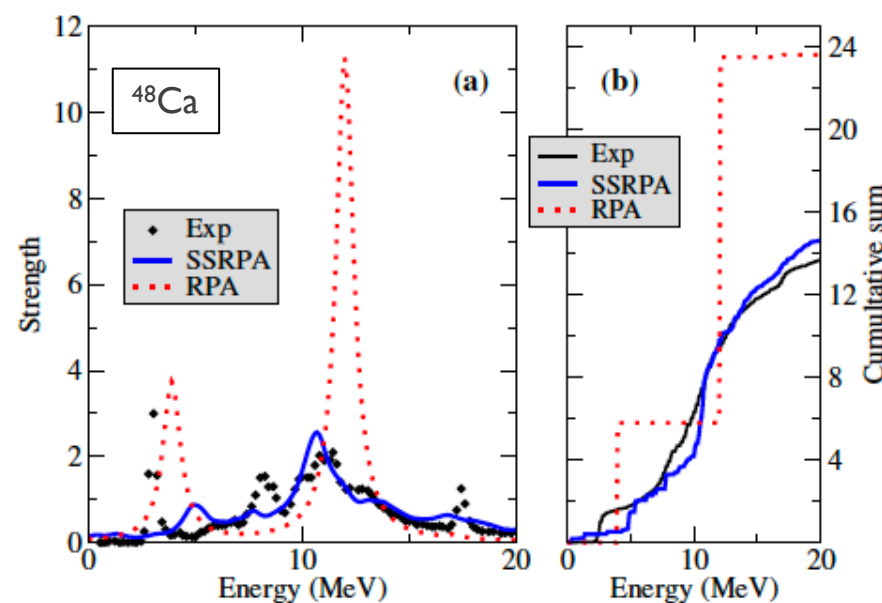 12
10
8
6
4
2
0
Strength
⁴⁸Ca
(a)
Exp
SSRPA
RPA
0
10
20
Energy (MeV)
(b)
Exp
SSRPA
RPA
0
10
20
Energy (MeV)
24
20
16
12
8
4
Cumultative sum